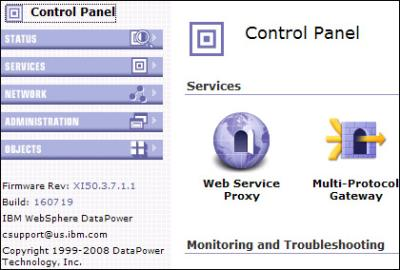 Control Panel
STATUS
SERVICES
NETWORK
ADMINISTRATION
OBJECTS
Firmware Rev: XI50.3.7.1.1
Build: 160719
IBM WebSphere DataPower
csupport@us.ibm.com
Copyright 1999-2008 DataPower
Technology, Inc.
Control Panel
Services
Web Service
Proxy
Multi-Protocol
Gateway
Monitoring and Troubleshooting